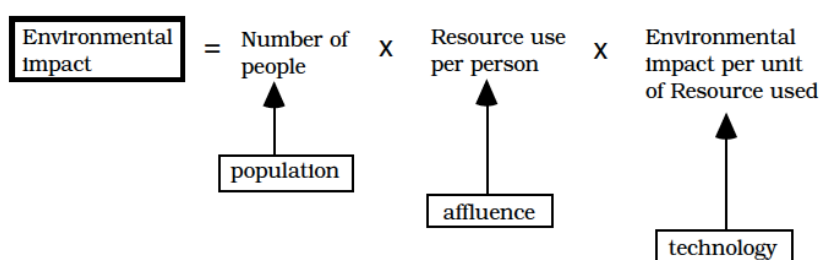 Environmental
impact
=
Number of
people
x
Resource use
per person
x
Environmental
impact per unit
of Resource used
population
affluence
technology